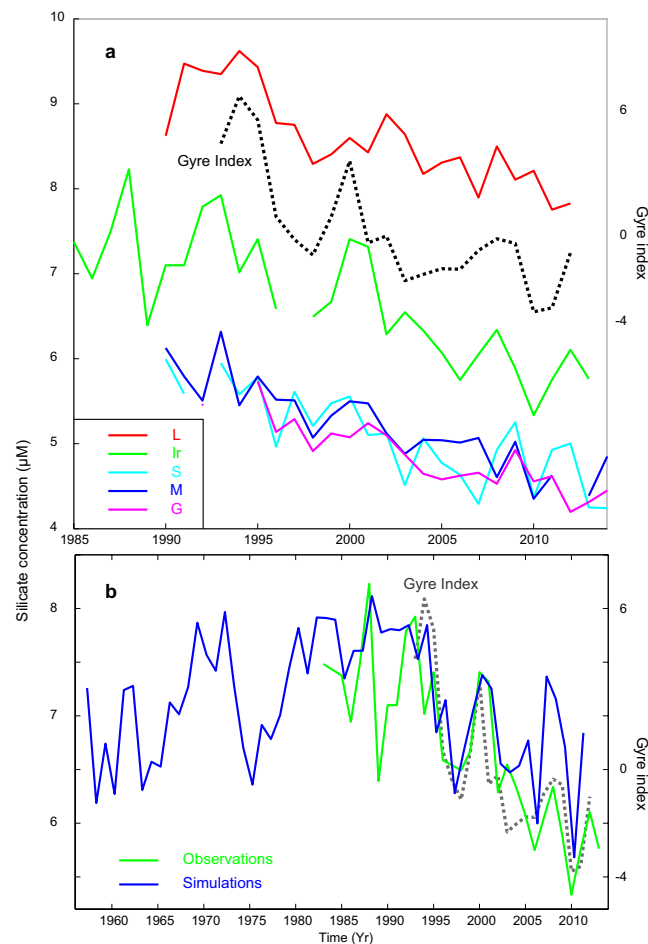 10
a
9
6
Gyre Index
8
Gyre index
0
7
-4
6
Silicate concentration (µM)
L
Ir
S
M
G
5
4
1985
1990
1995
2000
2005
2010
b
Gyre Index
8
6
7
Gyre index
0
6
Observations
Simulations
-4
1960
1965
1970
1975
1980
1985
1990
1995
2000
2005
2010
Time (Yr)